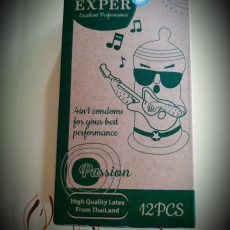 EXPER
Excellent Performance
4in1 condoms
for your best
performance
Passion
High Quality Latex
From ThaiLand
12PCS